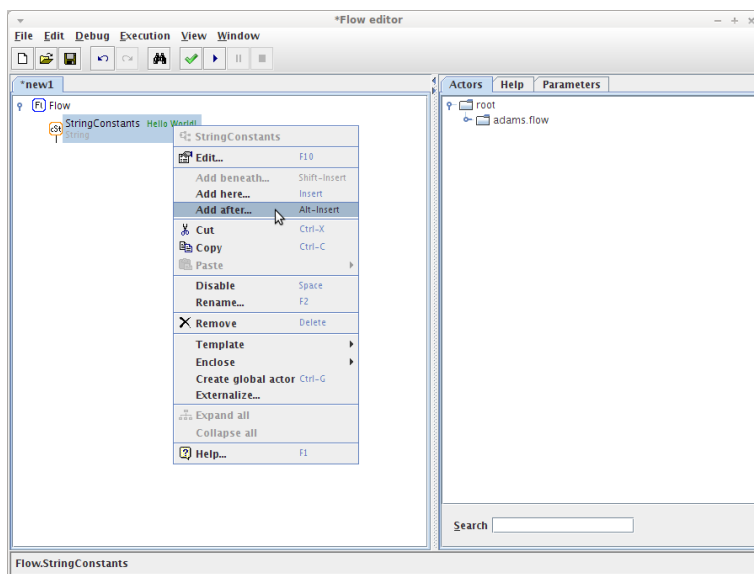 *Flow editor
File Edit Debug Execution View Window
*new1
Actors Help Parameters
Flow
root
adams.flow
cSt
StringConstants Hello World!
String
StringConstants
Edit... F10
Add beneath... Shift-Insert
Add here... Insert
Add after... Alt-Insert
Cut Ctrl-X
Copy Ctrl-C
Paste
Disable Space
Rename... F2
Remove Delete
Template
Enclose
Create global actor Ctrl-G
Externalize...
Expand all
Collapse all
Help... F1
Search
Flow.StringConstants